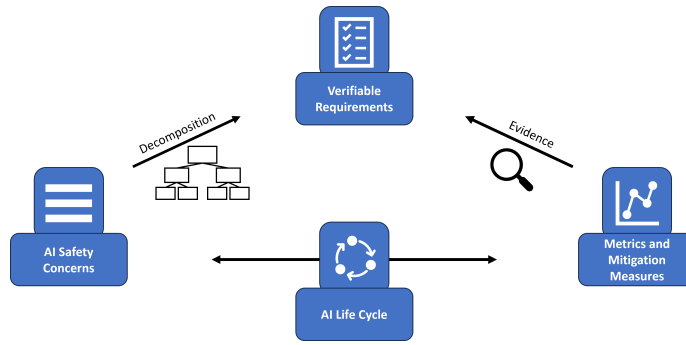 Verifiable
Requirements
Decomposition
Evidence
AI Safety
Concerns
Metrics and
Mitigation
Measures
AI Life Cycle